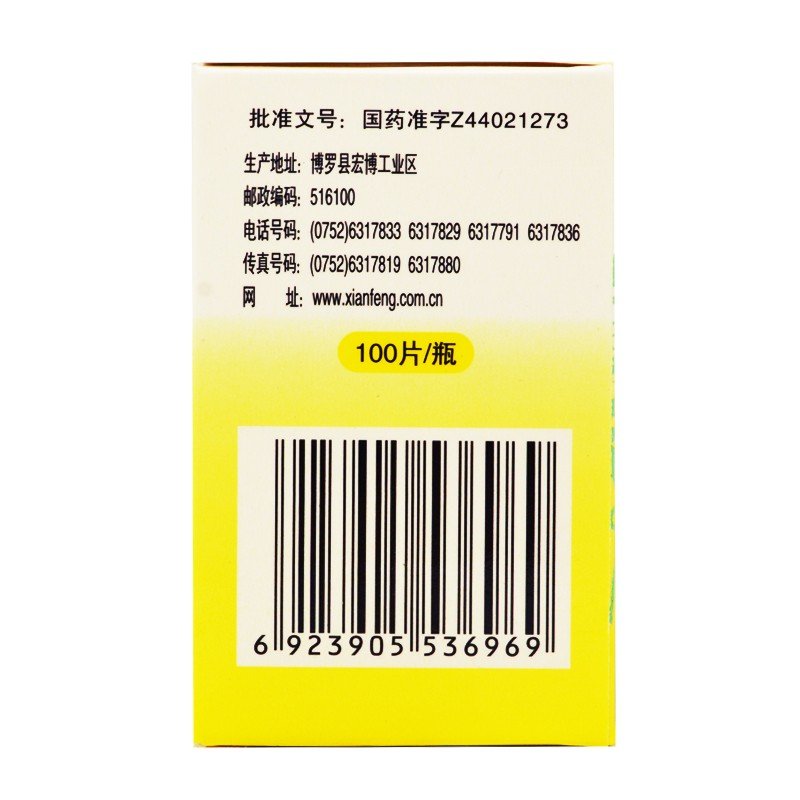 批准文号：国药准字Z44021273
生产地址：博罗县宏博工业区
邮政编码：516100
电话号码：(0752)6317833 6317829 6317791 6317836
传真号码：(0752)6317819 6317880
网 址：www.xianfeng.com.cn
100片/瓶
6 923905 536969